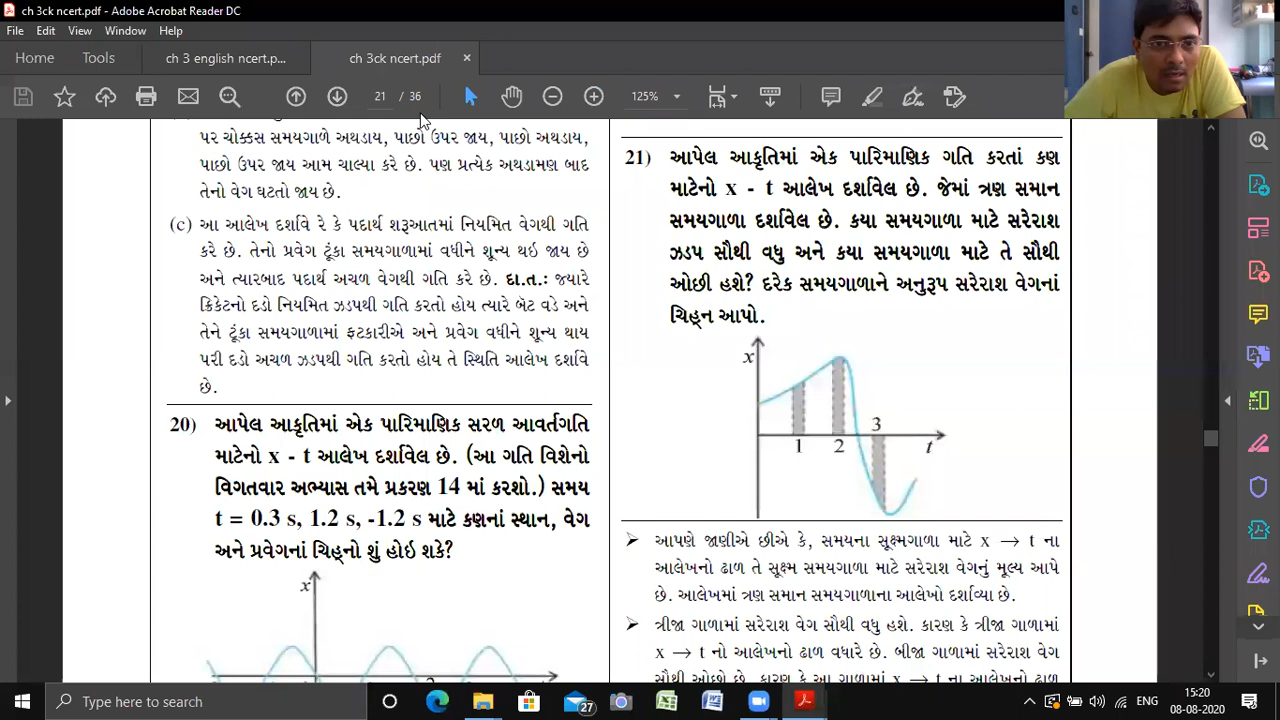 ch 3ck ncert.pdf - Adobe Acrobat Reader DC
File Edit View Window Help
Home Tools ch 3 english ncert.p... ch 3ck ncert.pdf ×
21 / 36 125%
પર ચોક્કસ સમયગાળે અથડાય, પાછો ઉપર જાય, પાછો અથડાય,
પાછો ઉપર જાય આમ ચાલ્યા કરે છે. પણ પ્રત્યેક અથડામણ બાદ
તેનો વેગ ઘટતો જાય છે.
(c) આ આલેખ દર્શાવે રે કે પદાર્થ શરૂઆતમાં નિયમિત વેગથી ગતિ
કરે છે. તેનો પ્રવેગ ટૂંકા સમયગાળામાં વધીને શૂન્ય થઇ જાય છે
અને ત્યારબાદ પદાર્થ અચળ વેગથી ગતિ કરે છે. દા.ત.: જ્યારે
ક્રિકેટનો દડો નિયમિત ઝડપથી ગતિ કરતો હોય ત્યારે બૅટ વડે અને
તેને ટૂંકા સમયગાળામાં ફટકારીએ અને પ્રવેગ વધીને શૂન્ય થાય
પરી દડો અચળ ઝડપથી ગતિ કરતો હોય તે સ્થિતિ આલેખ દર્શાવે
છે.
20) આપેલ આકૃતિમાં એક પારિમાણિક સરળ આવર્તગતિ
માટેનો x - t આલેખ દર્શાવેલ છે. (આ ગતિ વિશેનો
વિગતવાર અભ્યાસ તમે પ્રકરણ 14 માં કરશો.) સમય
t = 0.3 s, 1.2 s, -1.2 s માટે કણનાં સ્થાન, વેગ
અને પ્રવેગનાં ચિહ્નો શું હોઇ શકે?
x
21) આપેલ આકૃતિમાં એક પારિમાણિક ગતિ કરતાં કણ
માટેનો x - t આલેખ દર્શાવેલ છે. જેમાં ત્રણ સમાન
સમયગાળા દર્શાવેલ છે. કયા સમયગાળા માટે સરેરાશ
ઝડપ સૌથી વધુ અને કયા સમયગાળા માટે તે સૌથી
ઓછી હશે? દરેક સમયગાળાને અનુરૂપ સરેરાશ વેગનાં
ચિહ્ન આપો.
x
3
1 2 t
➢ આપણે જાણીએ છીએ કે, સમયના સૂક્ષ્મગાળા માટે x → t ના
આલેખનો ઢાળ તે સૂક્ષ્મ સમયગાળા માટે સરેરાશ વેગનું મૂલ્ય આપે
છે. આલેખમાં ત્રણ સમાન સમયગાળાના આલેખો દર્શાવ્યા છે.
➢ ત્રીજા ગાળામાં સરેરાશ વેગ સૌથી વધુ હશે. કારણ કે ત્રીજા ગાળામાં
x → t નો આલેખનો ઢાળ વધારે છે. બીજા ગાળામાં સરેરાશ વેગ
સૌથી ઓછો છે. કારણ કે આ ગાળામાં x → t ના આલેખનો ઢાળ
Type here to search
27
ENG
15:20
08-08-2020